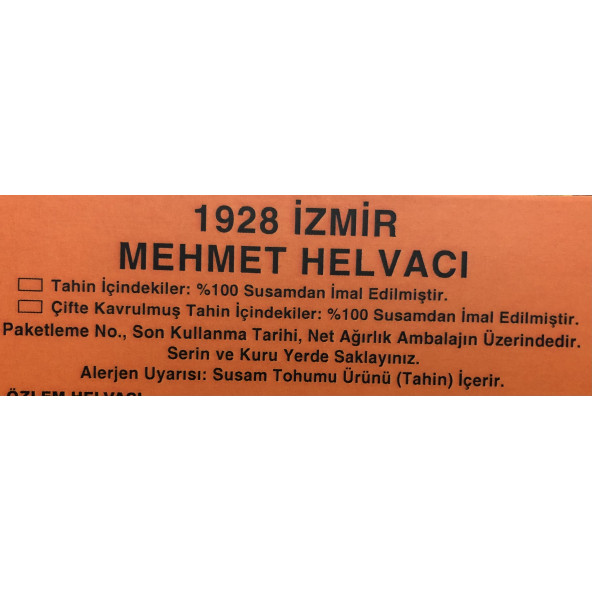 1928 İZMİR
MEHMET HELVACI
Tahin İçindekiler: %100 Susamdan İmal Edilmiştir.
Çifte Kavrulmuş Tahin İçindekiler: %100 Susamdan İmal Edilmiştir.
Paketleme No., Son Kullanma Tarihi, Net Ağırlık Ambalajın Üzerindedir.
Serin ve Kuru Yerde Saklayınız.
Alerjen Uyarısı: Susam Tohumu Ürünü (Tahin) İçerir.
ÖZLEM HELVACI